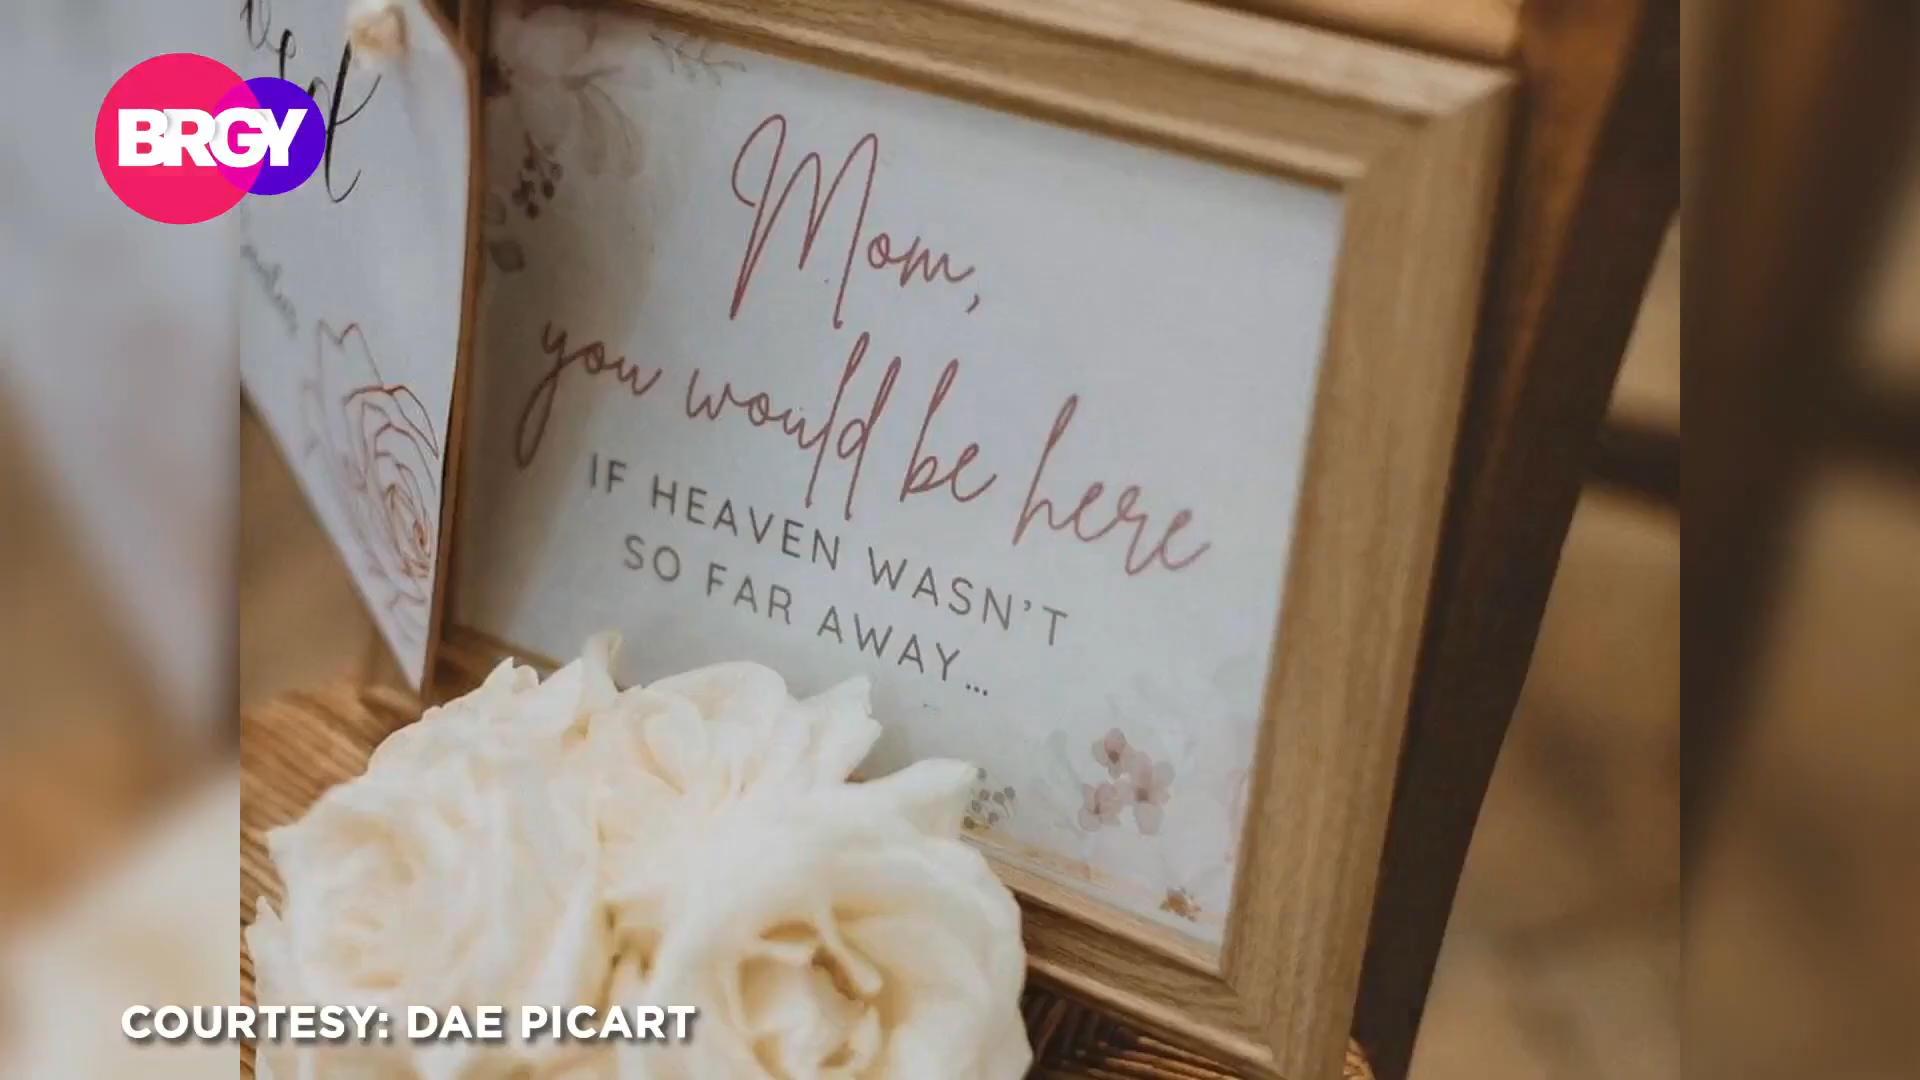 BRGY
Mom,
you would be here
IF HEAVEN WASN'T
SO FAR AWAY...
COURTESY: DAE PICART